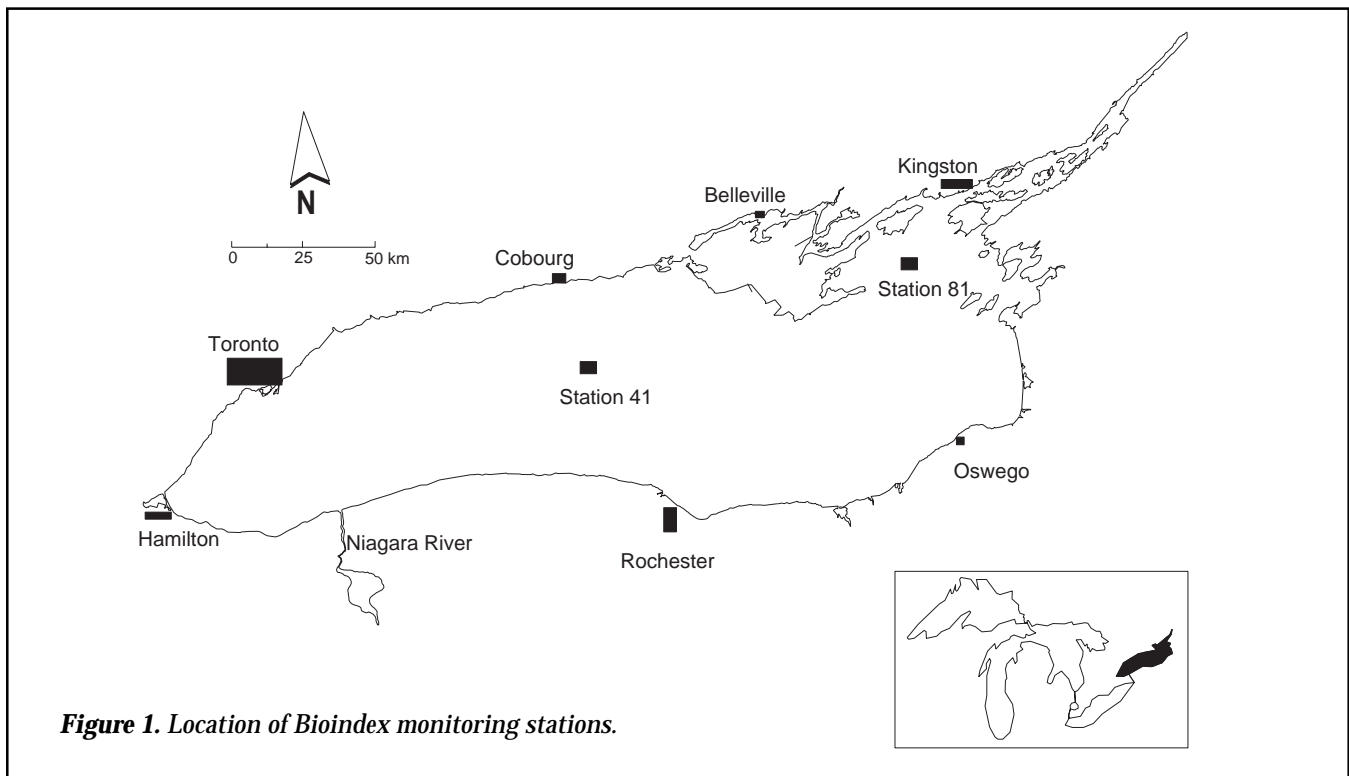 Kingston
Belleville
N
0 25 50 km
Cobourg
Station 81
Toronto
Station 41
Oswego
Hamilton
Niagara River
Rochester
Figure 1. Location of Bioindex monitoring stations.